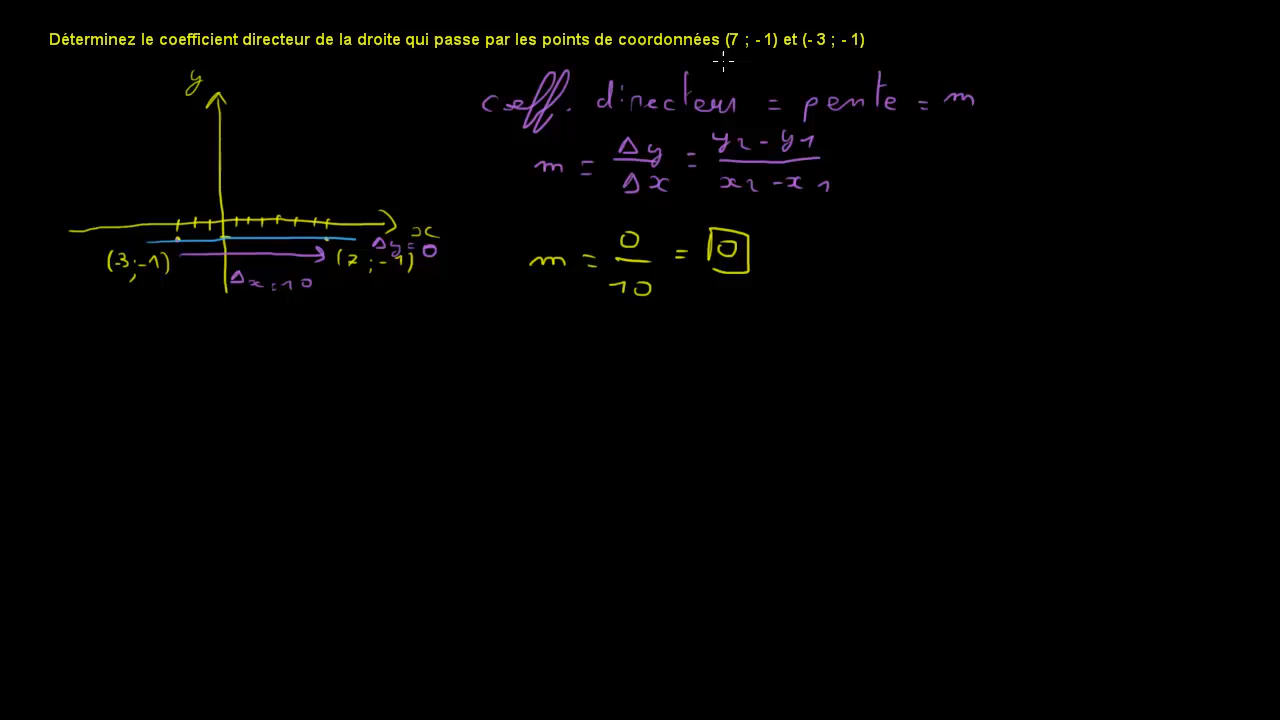 Déterminez le coefficient directeur de la droite qui passe par les points de coordonnées (7 ; - 1) et (- 3 ; - 1)
y
coeff. directeur = pente = m
m = Δy / Δx = y2 - y1 / x2 - x1
x
Δy = 0
(-3 ; -1)
(7 ; -1)
Δx = 10
m = 0 / 10 = 0